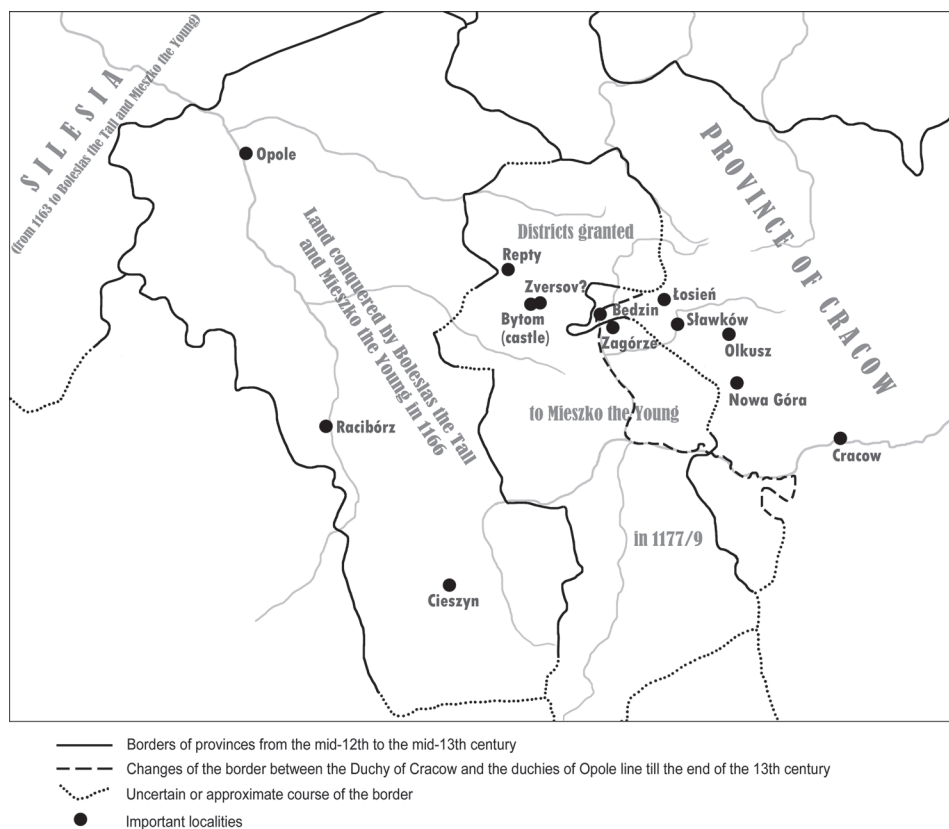 SILESIA
(from 1163 to Boleslas the Tall and Mieszko the Young)
PROVINCE OF CRACOW
Opole
Land conquered by Boleslas the Tall
and Mieszko the Young in 1166
Districts granted
Repty
Zversov?
Bytom
(castle)
Będzin
Łosień
Zagórze
Sławków
Olkusz
to Mieszko the Young
Nowa Góra
Racibórz
Cracow
in 1177/9
Cieszyn
Borders of provinces from the mid-12th to the mid-13th century
Changes of the border between the Duchy of Cracow and the duchies of Opole line till the end of the 13th century
Uncertain or approximate course of the border
Important localities